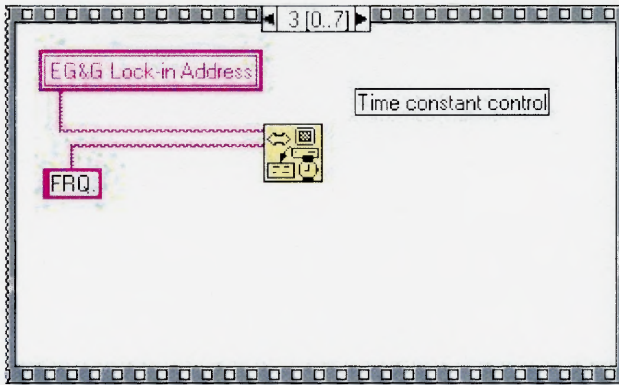 3 [0..7]
EG&G Lock-in Address
Time constant control
FRQ.